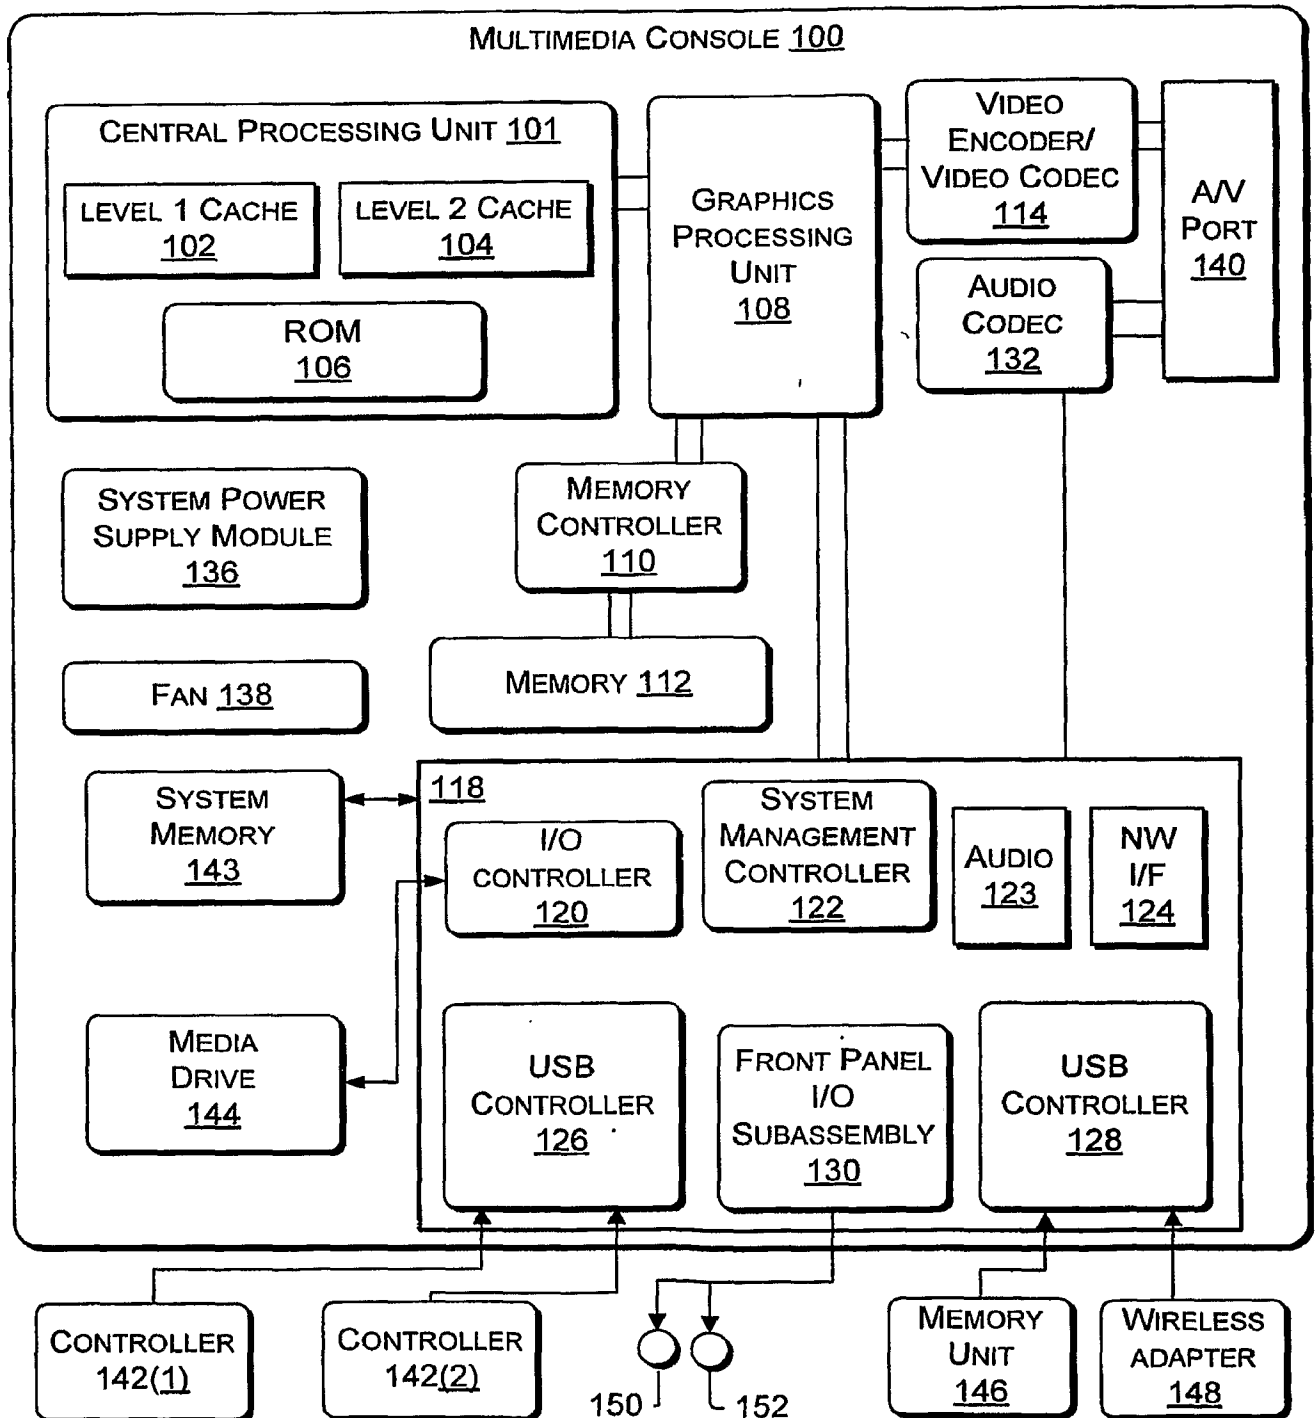 MULTIMEDIA CONSOLE 100
CENTRAL PROCESSING UNIT 101
LEVEL 1 CACHE
102
LEVEL 2 CACHE
104
ROM
106
GRAPHICS
PROCESSING
UNIT
108
VIDEO
ENCODER/
VIDEO CODEC
114
A/V
PORT
140
AUDIO
CODEC
132
SYSTEM POWER
SUPPLY MODULE
136
MEMORY
CONTROLLER
110
FAN 138
MEMORY 112
SYSTEM
MEMORY
143
118
I/O
CONTROLLER
120
SYSTEM
MANAGEMENT
CONTROLLER
122
AUDIO
123
NW
I/F
124
MEDIA
DRIVE
144
USB
CONTROLLER
126
FRONT PANEL
I/O
SUBASSEMBLY
130
USB
CONTROLLER
128
CONTROLLER
142(1)
CONTROLLER
142(2)
150
152
MEMORY
UNIT
146
WIRELESS
ADAPTER
148